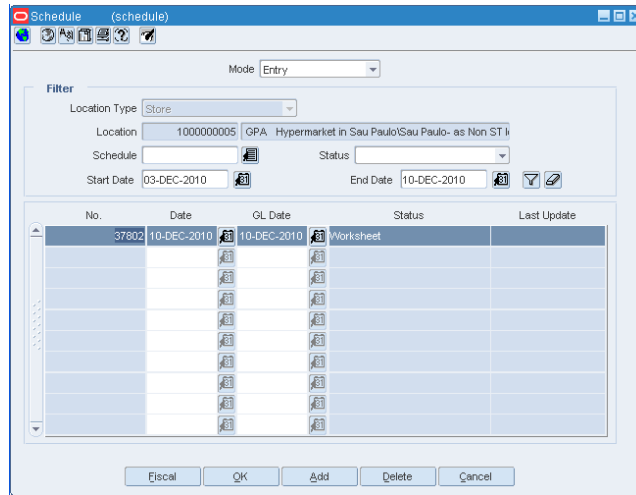 Schedule (schedule)
Mode Entry
Filter
Location Type Store
Location 1000000005 GPA Hypermarket in Sau Paulo\Sau Paulo- as Non ST l
Schedule Status
Start Date 03-DEC-2010 End Date 10-DEC-2010
No. Date GL Date Status Last Update
37802 10-DEC-2010 10-DEC-2010 Worksheet
Fiscal OK Add Delete Cancel